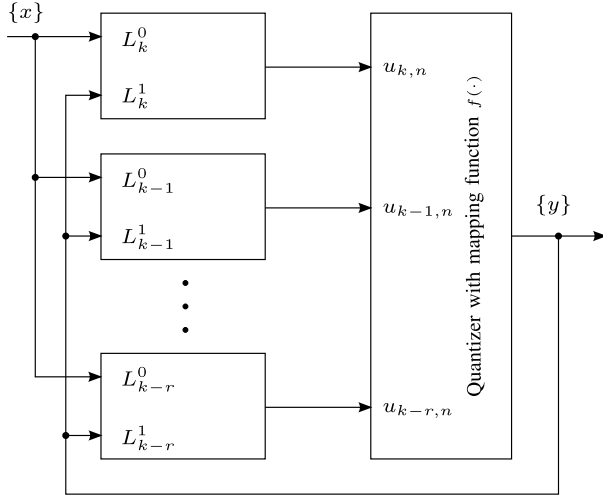 {x}
L_k^0
L_k^1
u_{k,n}
L_{k-1}^0
L_{k-1}^1
u_{k-1,n}
L_{k-r}^0
L_{k-r}^1
u_{k-r,n}
Quantizer with mapping function f(·)
{y}